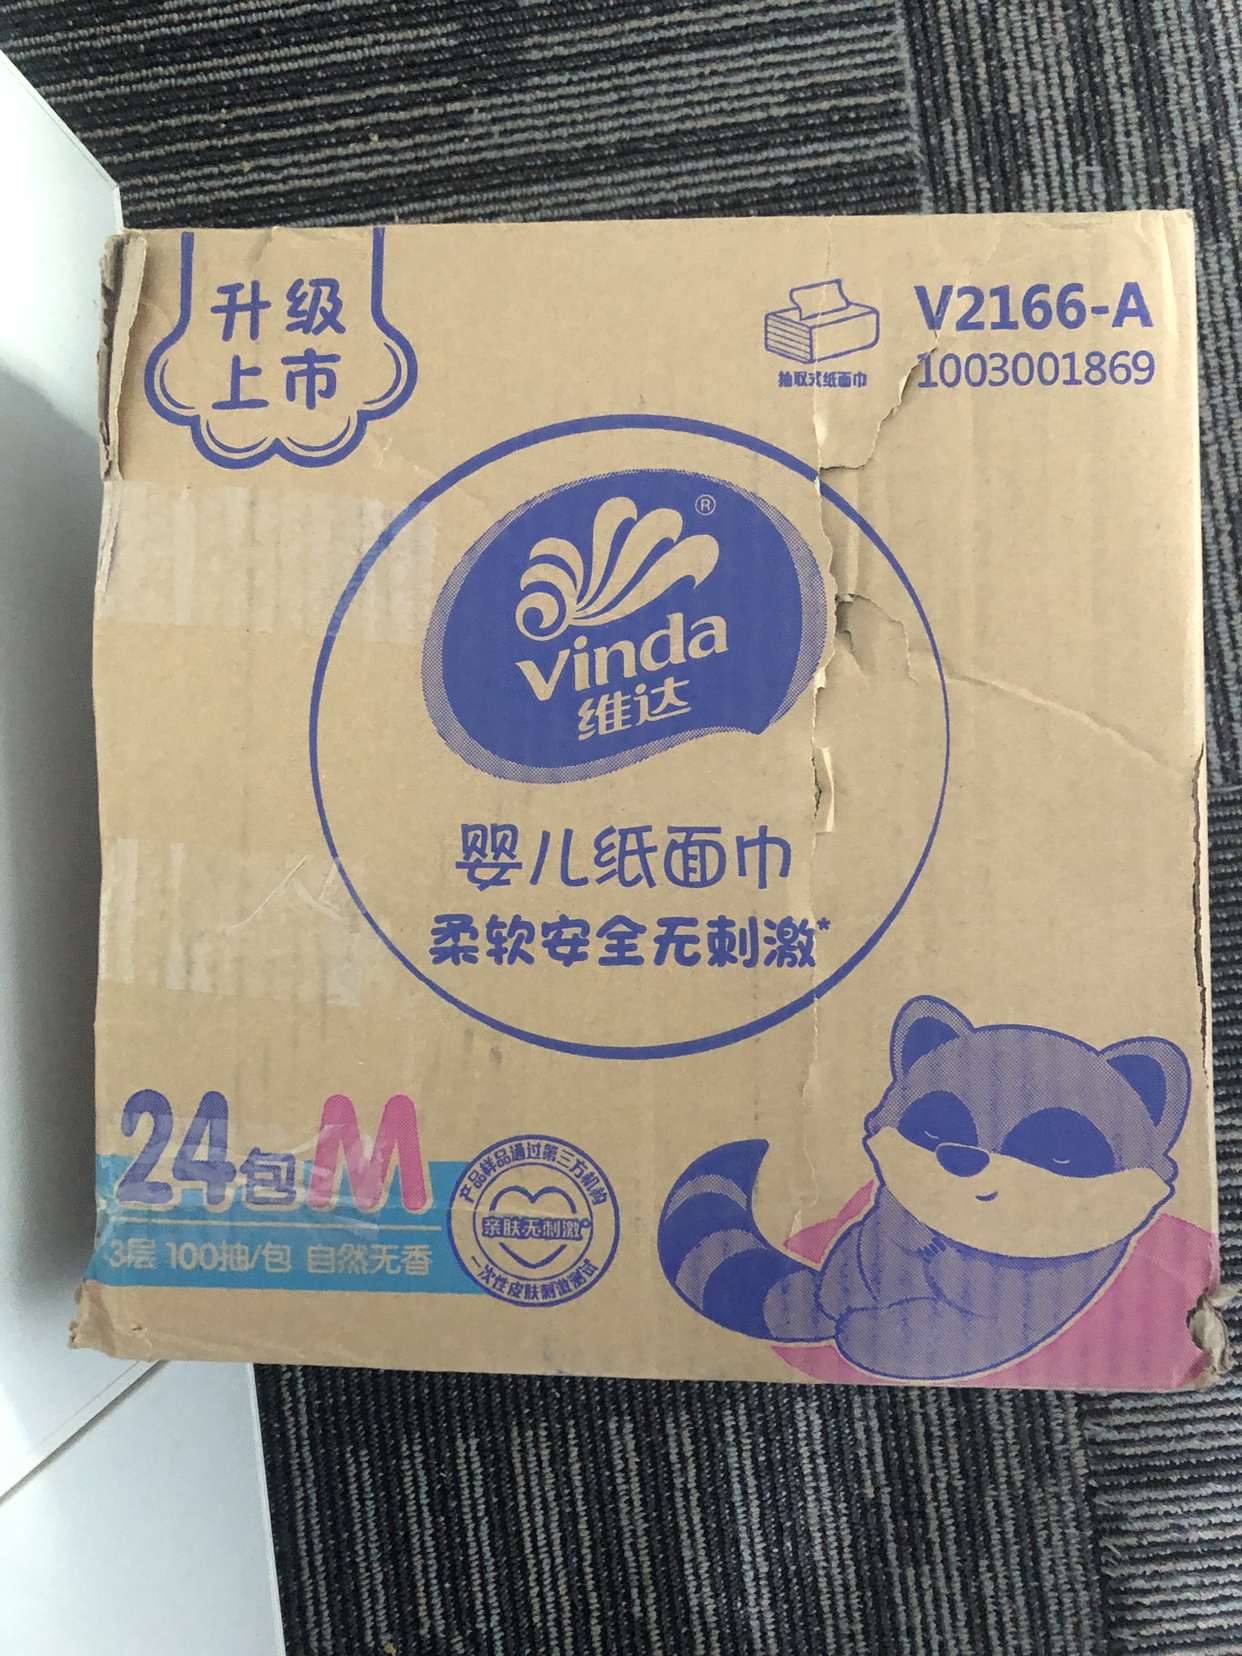 升级
上市
抽取式纸面巾
V2166-A
1003001869
®
vinda
维达
婴儿纸面巾
柔软安全无刺激*
24包 M
3层 100抽/包 自然无香
产品样品通过第三方机构
亲肤无刺激*
一次性皮肤刺激测试